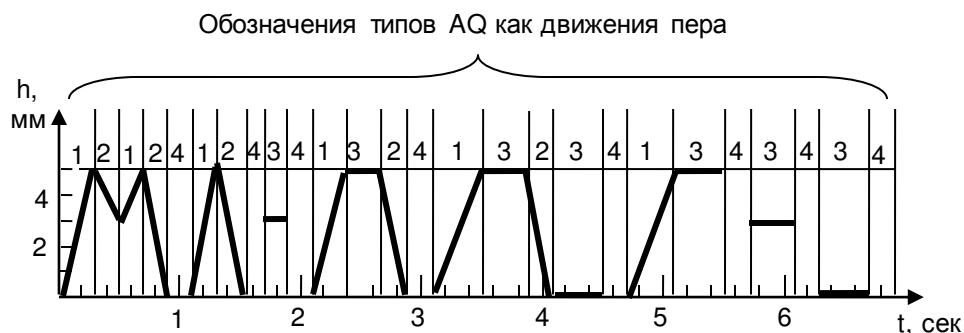 Обозначения типов AQ как движения пера
h,
мм
1 2 1 2 4 1 2 4 3 4 1 3 2 4 1 3 2 3 4 1 3 4 3 4 3 4
4
2
1 2 3 4 5 6
t, сек